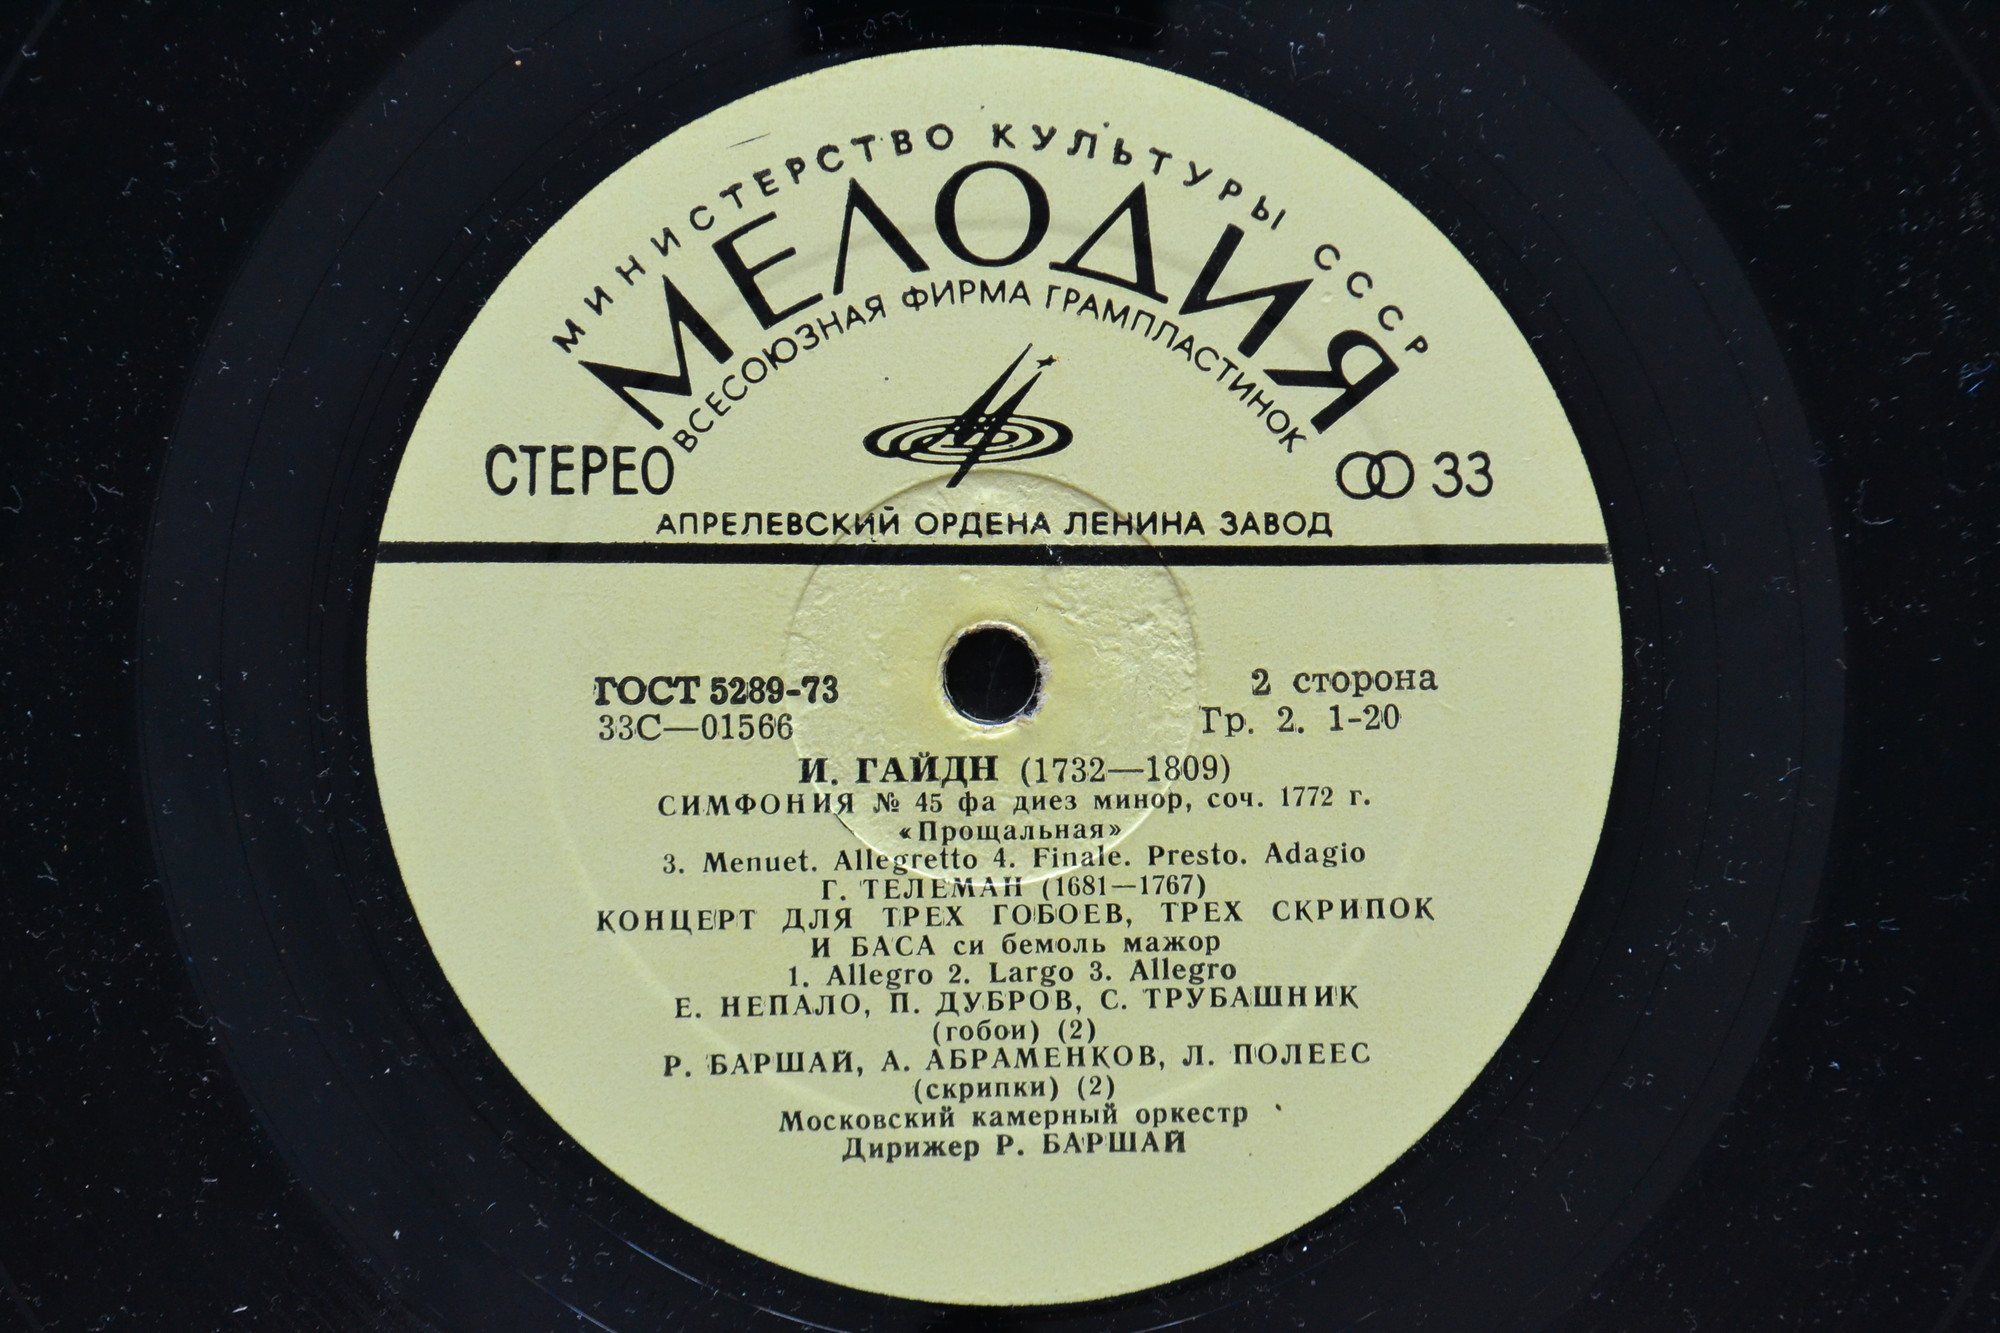 МИНИСТЕРСТВО КУЛЬТУРЫ СССР
МЕЛОДИЯ
ВСЕСОЮЗНАЯ ФИРМА ГРАМПЛАСТИНОК
СТЕРЕО
33
АПРЕЛЕВСКИЙ ОРДЕНА ЛЕНИНА ЗАВОД
ГОСТ 5289-73
2 сторона
33С—01566
Гр. 2. 1-20
И. ГАЙДН (1732—1809)
СИМФОНИЯ № 45 фа диез минор, соч. 1772 г.
«Прощальная»
3. Menuet. Allegretto 4. Finale. Presto. Adagio
Г. ТЕЛЕМАН (1681—1767)
КОНЦЕРТ ДЛЯ ТРЕХ ГОБОЕВ, ТРЕХ СКРИПОК
И БАСА си бемоль мажор
1. Allegro 2. Largo 3. Allegro
Е. НЕПАЛО, П. ДУБРОВ, С. ТРУБАШНИК
(гобои) (2)
Р. БАРШАЙ, А. АБРАМЕНКОВ, Л. ПОЛЕЕС
(скрипки) (2)
Московский камерный оркестр
Дирижер Р. БАРШАЙ